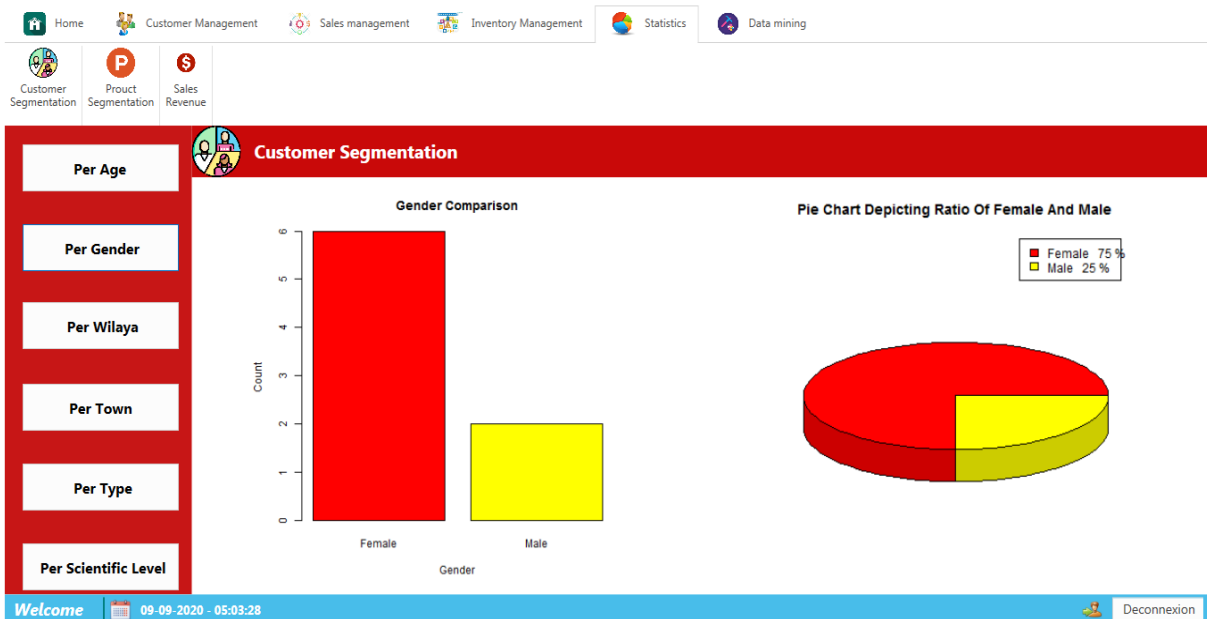 Home
Customer Management
Sales management
Inventory Management
Statistics
Data mining
Customer
Segmentation
P
Prouct
Segmentation
$
Sales
Revenue
Per Age
Per Gender
Per Wilaya
Per Town
Per Type
Per Scientific Level
Customer Segmentation
Gender Comparison
6
5
4
3
2
1
0
Count
Female
Male
Gender
Pie Chart Depicting Ratio Of Female And Male
Female 75 %
Male 25 %
Welcome
09-09-2020 - 05:03:28
Deconnexion